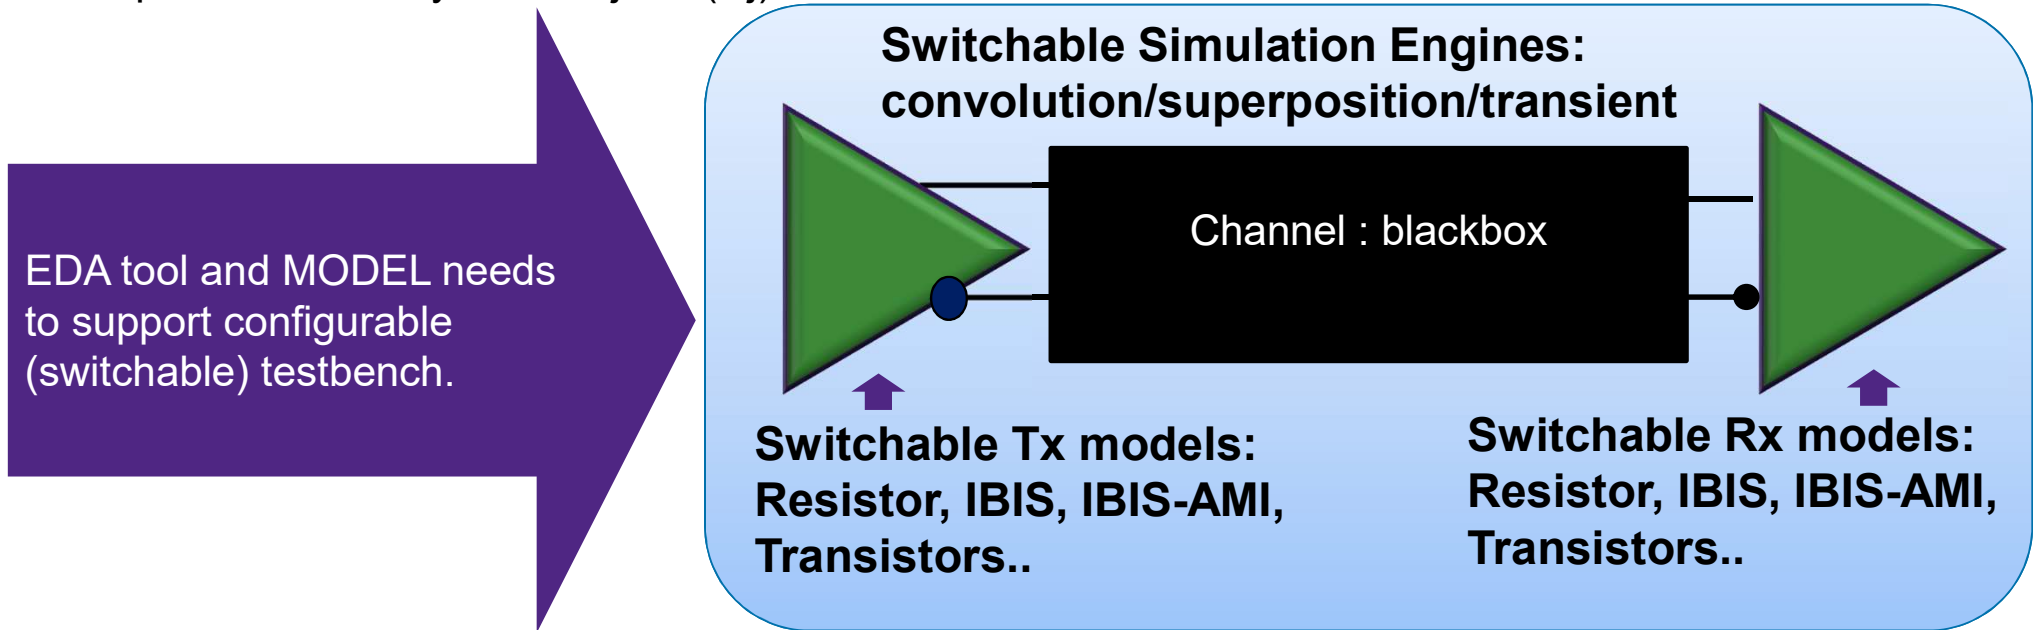 Switchable Simulation Engines:
convolution/superposition/transient
Channel : blackbox
EDA tool and MODEL needs
to support configurable
(switchable) testbench.
Switchable Tx models:
Resistor, IBIS, IBIS-AMI,
Transistors..
Switchable Rx models:
Resistor, IBIS, IBIS-AMI,
Transistors..